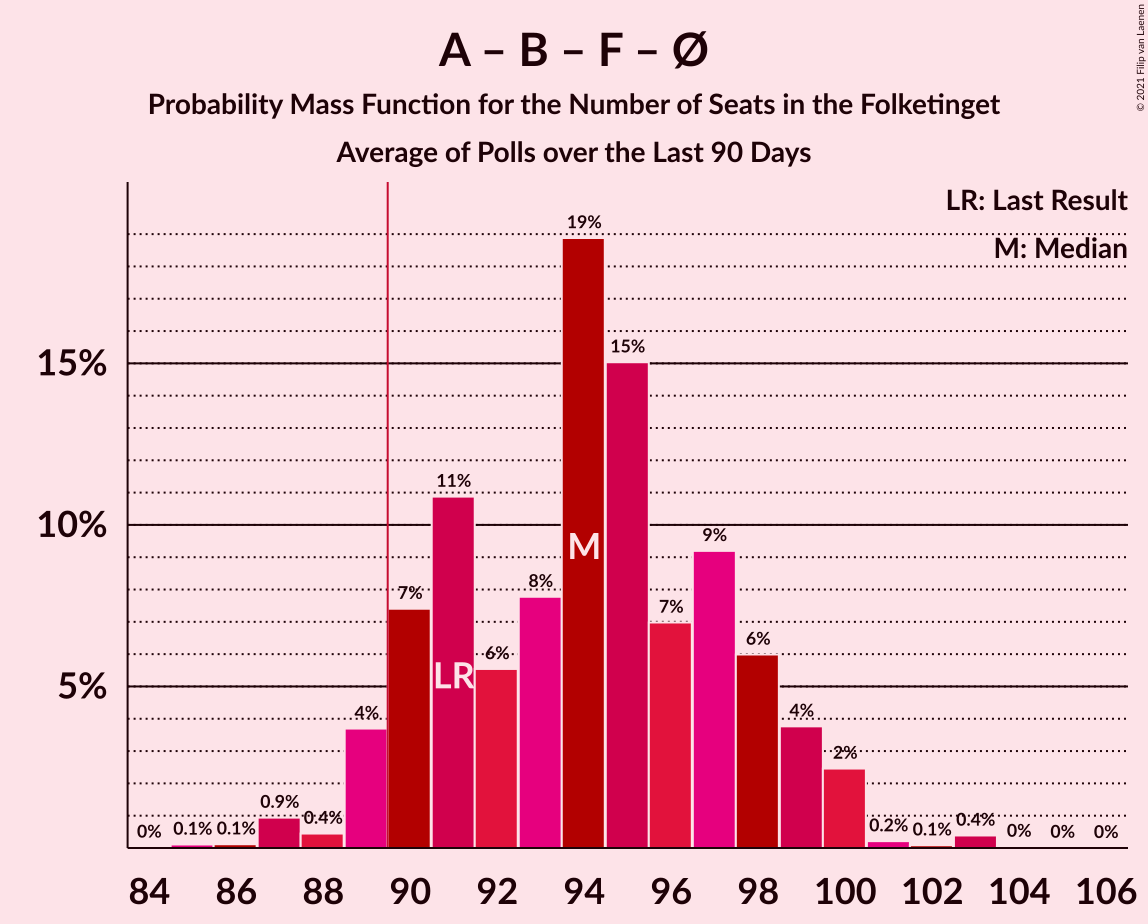 A – B – F – Ø
Probability Mass Function for the Number of Seats in the Folketinget
Average of Polls over the Last 90 Days
© 2021 Filip van Laenen
LR: Last Result
M: Median
15%
10%
5%
0%
0.1%
0.1%
0.9%
0.4%
4%
7%
11%
6%
8%
19%
15%
7%
9%
6%
4%
2%
0.2%
0.1%
0.4%
0%
0%
0%
LR
M
84 86 88 90 92 94 96 98 100 102 104 106